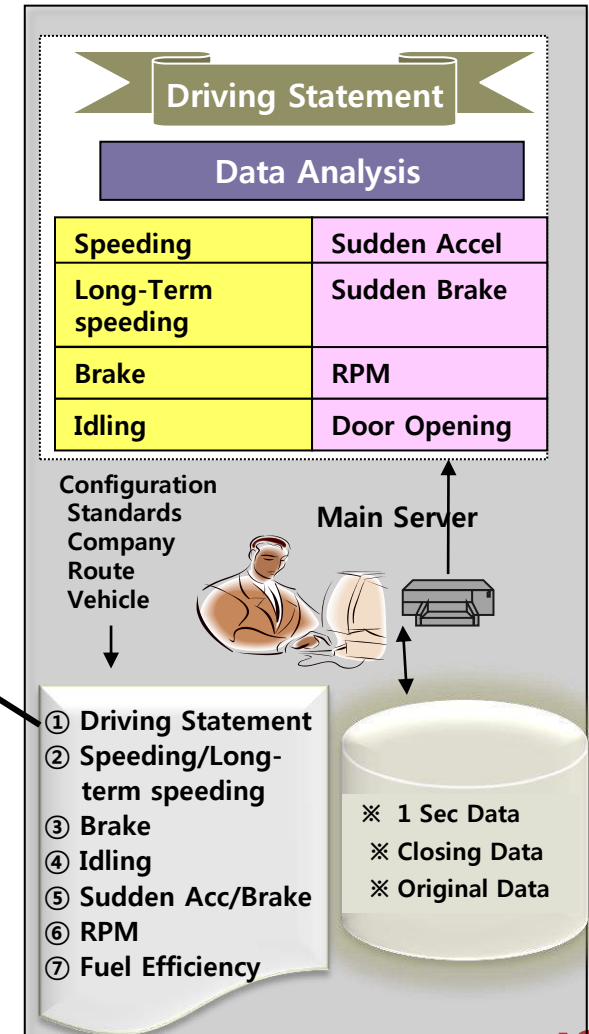 Driving Statement
Data Analysis
Speeding
Sudden Accel
Long-Term
speeding
Sudden Brake
Brake
RPM
Idling
Door Opening
Configuration
Standards
Company
Route
Vehicle
Main Server
① Driving Statement
② Speeding/Long-
term speeding
③ Brake
④ Idling
⑤ Sudden Acc/Brake
⑥ RPM
⑦ Fuel Efficiency
※ 1 Sec Data
※ Closing Data
※ Original Data